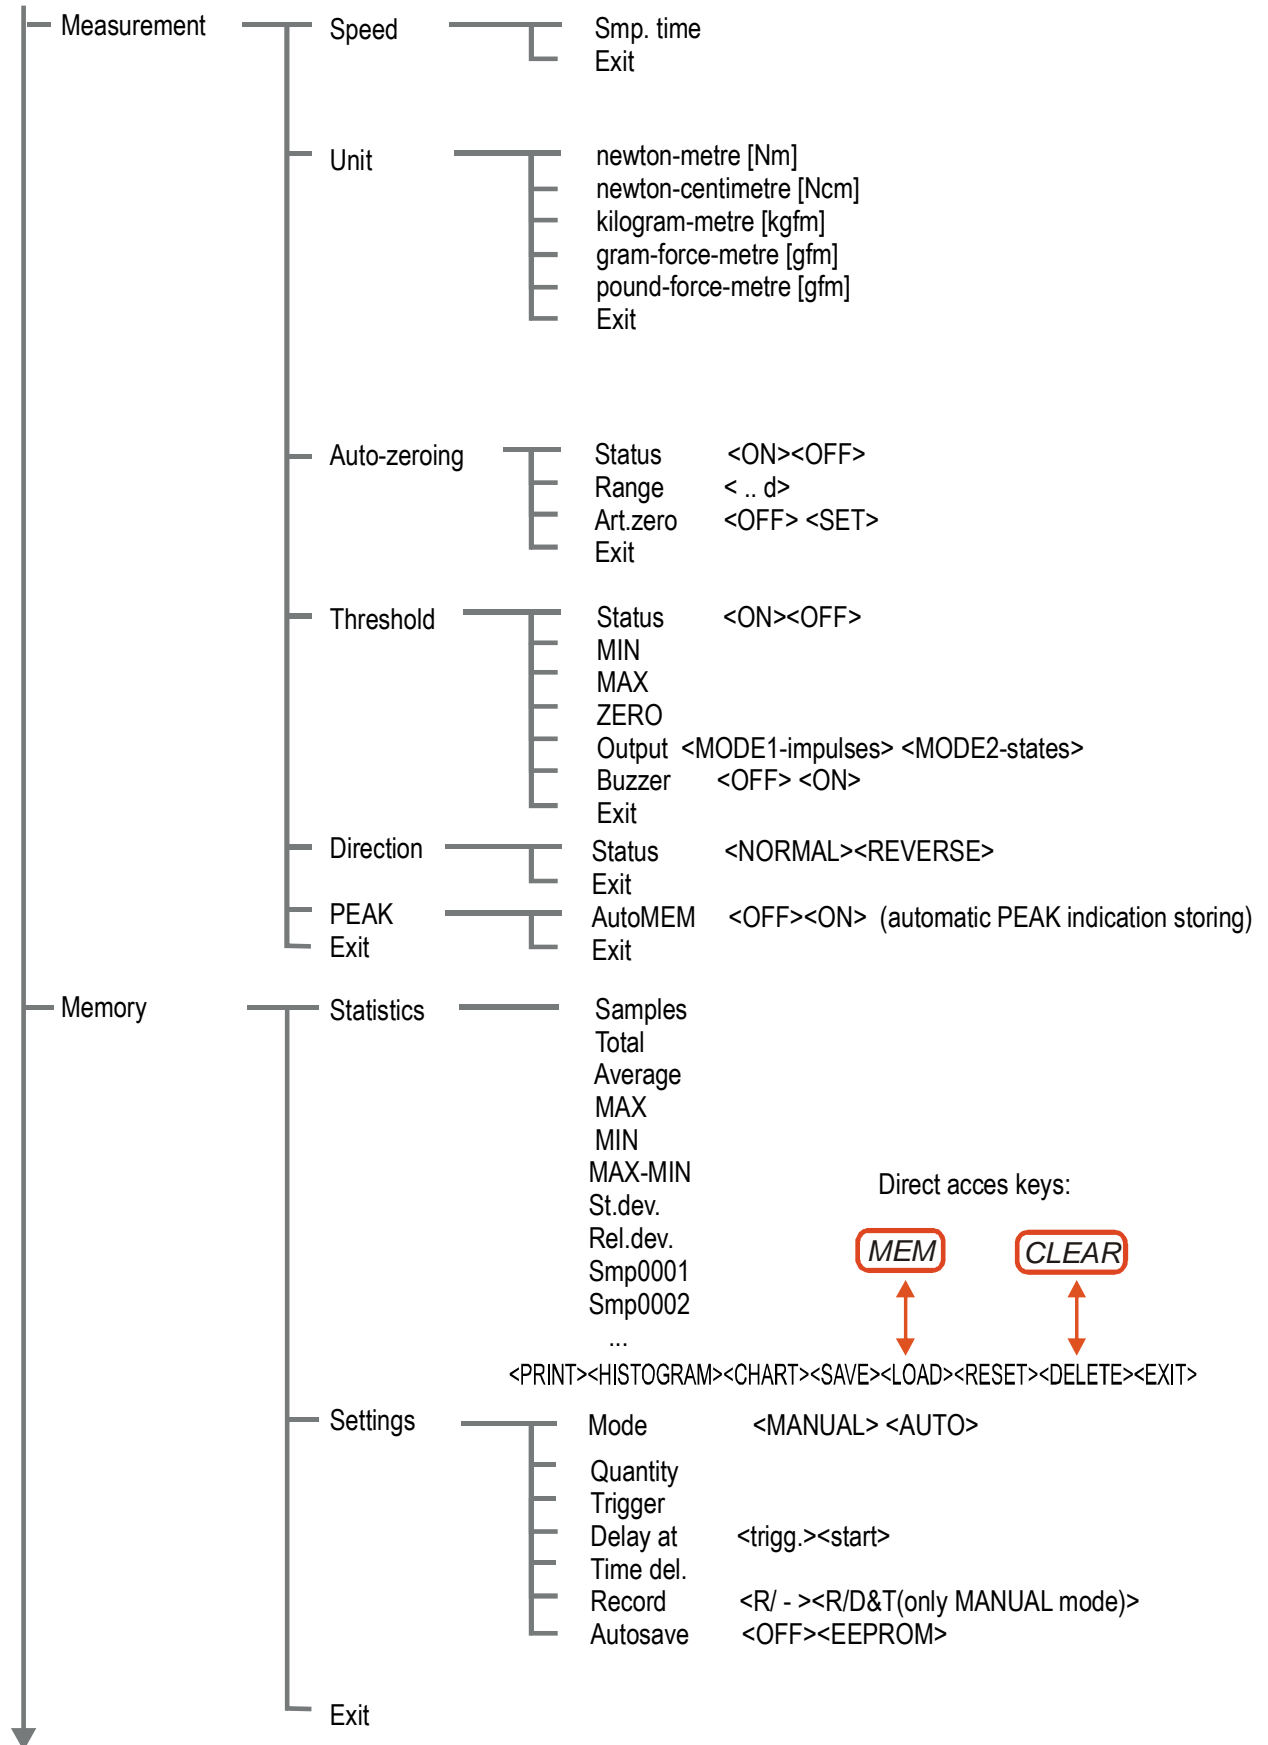 Measurement Speed Smp. time
Exit
Unit newton-metre [Nm]
newton-centimetre [Ncm]
kilogram-metre [kgfm]
gram-force-metre [gfm]
pound-force-metre [gfm]
Exit
Auto-zeroing Status <ON><OFF>
Range < .. d>
Art.zero <OFF> <SET>
Exit
Threshold Status <ON><OFF>
MIN
MAX
ZERO
Output <MODE1-impulses> <MODE2-states>
Buzzer <OFF> <ON>
Exit
Direction Status <NORMAL><REVERSE>
Exit
PEAK AutoMEM <OFF><ON> (automatic PEAK indication storing)
Exit Exit
Memory Statistics Samples
Total
Average
MAX
MIN
MAX-MIN Direct acces keys:
St.dev.
Rel.dev. MEM CLEAR
Smp0001
Smp0002
...
<PRINT><HISTOGRAM><CHART><SAVE><LOAD><RESET><DELETE><EXIT>
Settings Mode <MANUAL> <AUTO>
Quantity
Trigger
Delay at <trigg.><start>
Time del.
Record <R/ - ><R/D&T(only MANUAL mode)>
Autosave <OFF><EEPROM>
Exit